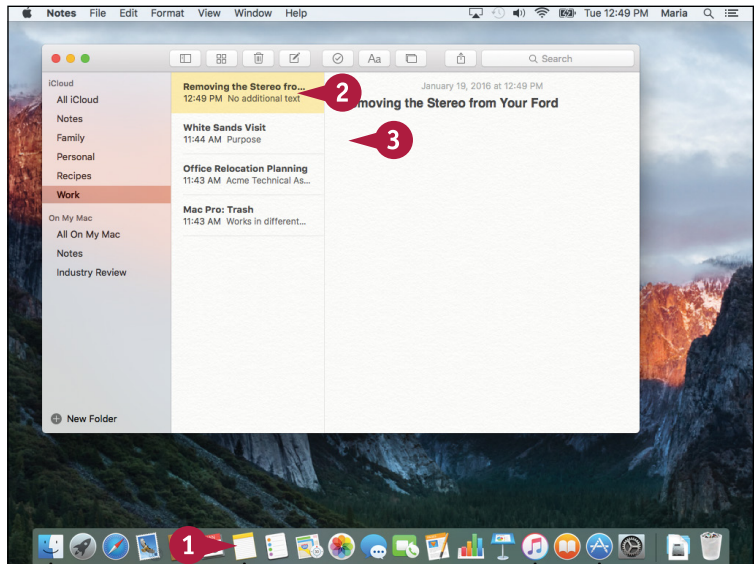 Notes File Edit Format View Window Help Tue 12:49 PM Maria
Aa Search
iCloud
All iCloud
Notes
Family
Personal
Recipes
Work
On My Mac
All On My Mac
Notes
Industry Review
New Folder
Removing the Stereo fro...
12:49 PM No additional text
White Sands Visit
11:44 AM Purpose
Office Relocation Planning
11:43 AM Acme Technical As...
Mac Pro: Trash
11:43 AM Works in different...
January 19, 2016 at 12:49 PM
moving the Stereo from Your Ford
2
3
1